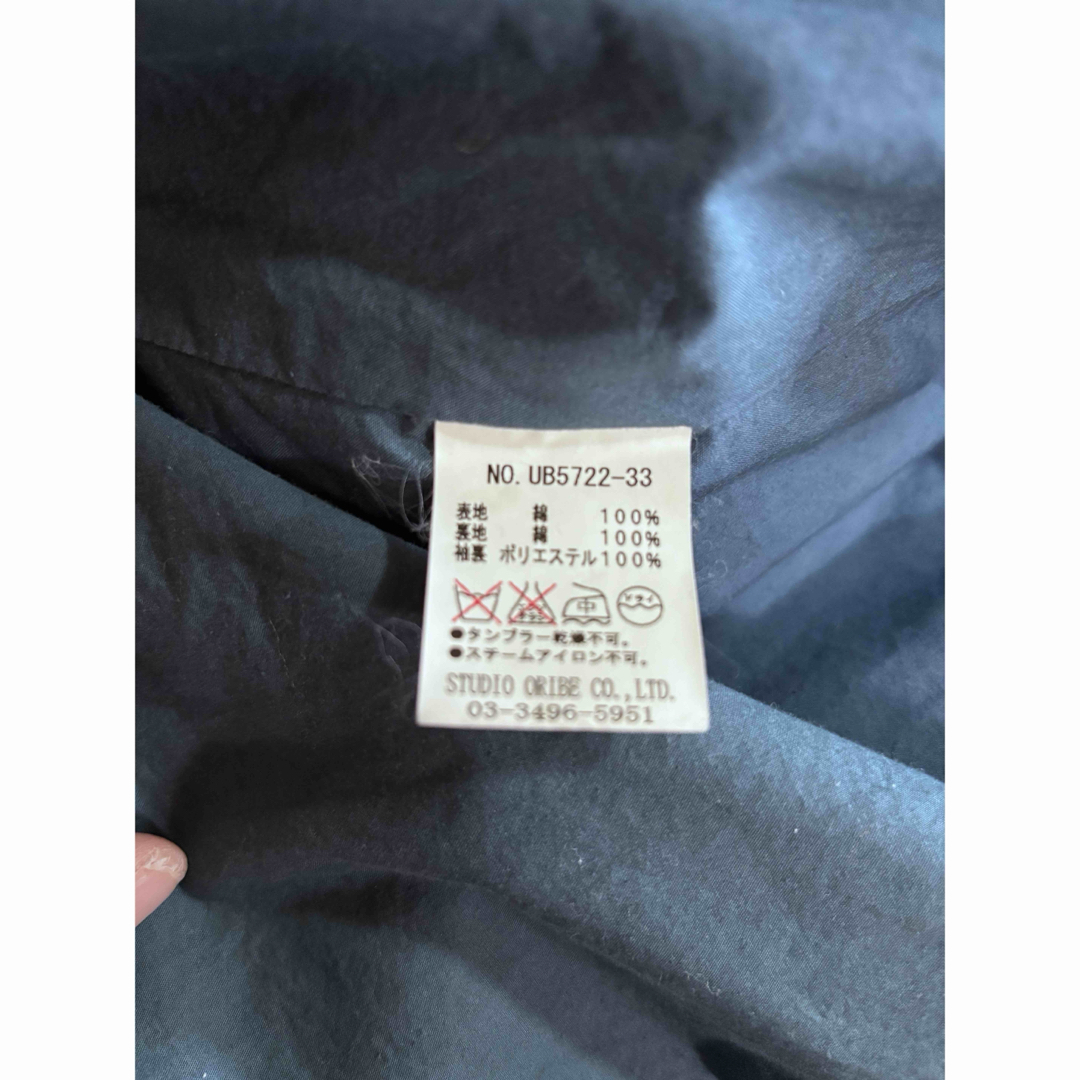 NO. UB5722-33
表地 綿 100%
裏地 綿 100%
袖裏 ポリエステル100%
中 ドライ
●タンブラー乾燥不可。
●スチームアイロン不可。
STUDIO ORIBE CO.,LTD.
03-3496-5951